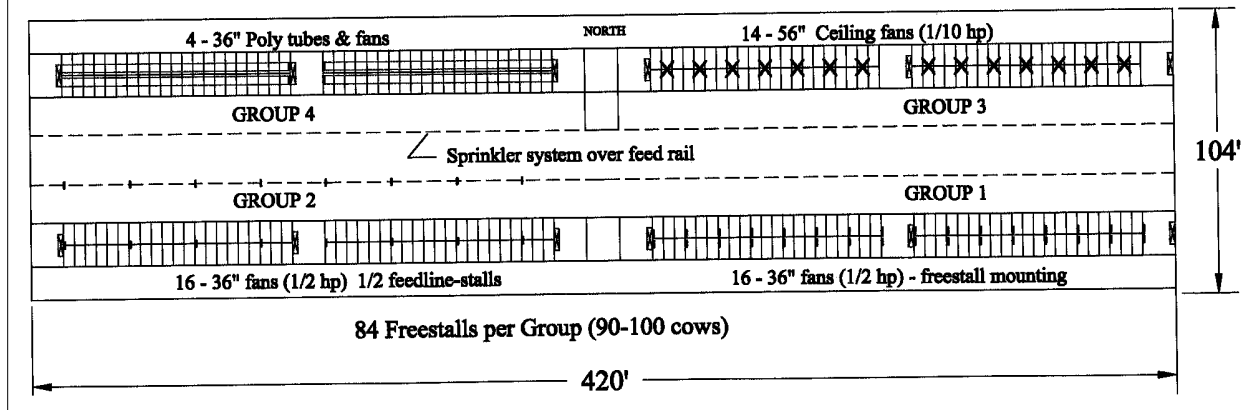 4 - 36" Poly tubes & fans
NORTH
14 - 56" Ceiling fans (1/10 hp)
GROUP 4
GROUP 3
Sprinkler system over feed rail
104'
GROUP 2
GROUP 1
16 - 36" fans (1/2 hp) 1/2 feedline-stalls
16 - 36" fans (1/2 hp) - freestall mounting
84 Freestalls per Group (90-100 cows)
420'